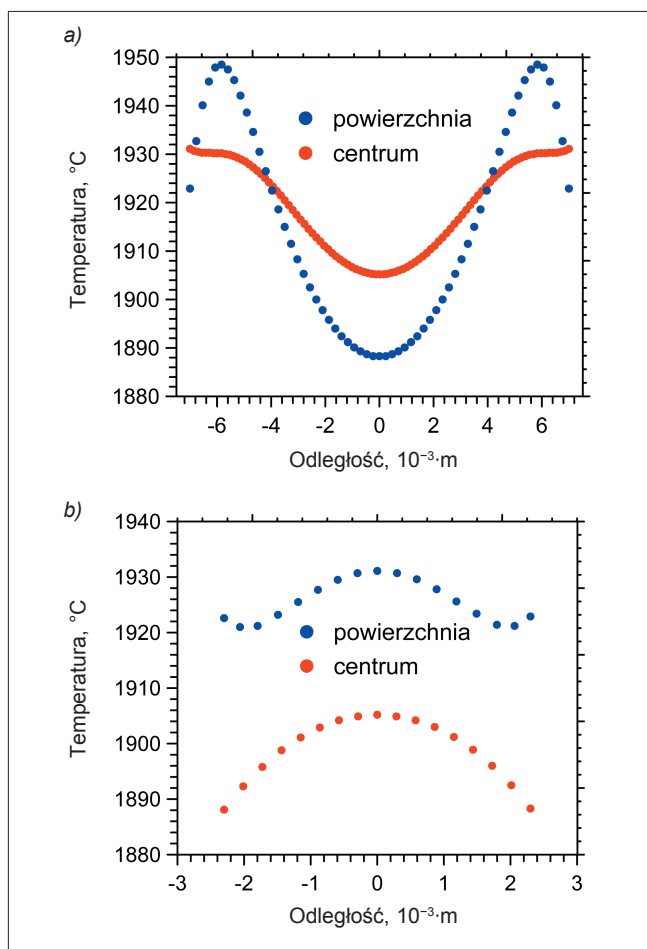 a)
1950
1940
1930
1920
1910
1900
1890
1880
Temperatura, °C
powierzchnia
centrum
-6 -4 -2 0 2 4 6
Odległość, 10⁻³·m
b)
1940
1930
1920
1910
1900
1890
1880
Temperatura, °C
powierzchnia
centrum
-3 -2 -1 0 1 2 3
Odległość, 10⁻³·m